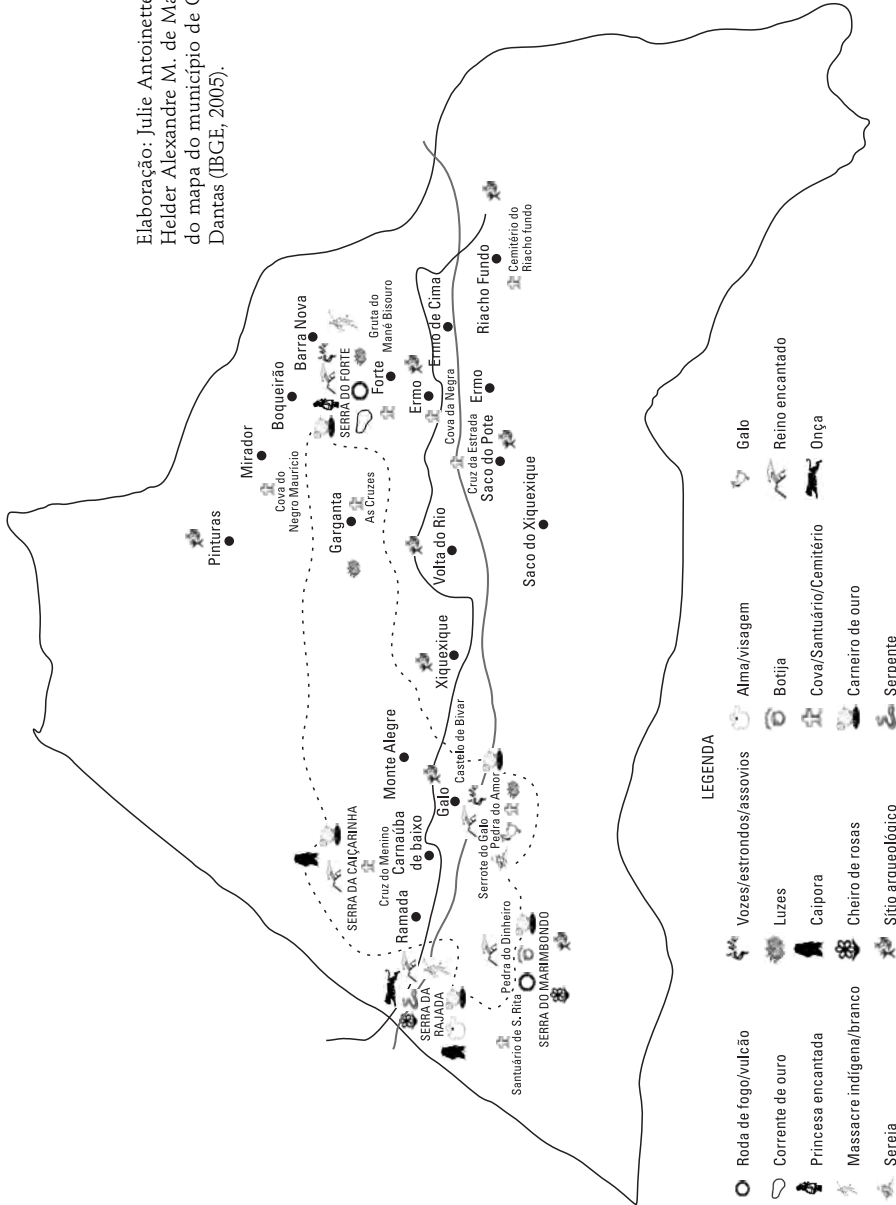 Elaboração: Julie Antoinette
Helder Alexandre M. de Ma
do mapa do município de C
Dantas (IBGE, 2005).
Pinturas
Mirador
Cova do
Negro Maurício
Boqueirão
Barra Nova
SERRA DO FORTE
Gruta do
Mané Bisouro
Forte
Garganta
As Cruzes
Ermo
Cova da Negra
Ermo de Cima
Riacho Fundo
Cemitério do
Riacho fundo
Ermo
Cruz da Estrada
Saco do Pote
Volta do Rio
Saco do Xiquexique
Xiquexique
Monte Alegre
Galo
Castelo de Bivar
SERRA DA CAIÇARINHA
Cruz do Menino
Carnaúba
de baixo
Ramada
Serrote do Galo
Pedra do Amor
SERRA DA
RAJADA
Pedra do Dinheiro
Santuário de S. Rita
SERRA DO MARIMBONDO
LEGENDA
Roda de fogo/vulcão
Corrente de ouro
Princesa encantada
Massacre indígena/branco
Sereia
Vozes/estrondos/assovios
Luzes
Caipora
Cheiro de rosas
Sítio arqueológico
Alma/visagem
Botija
Cova/Santuário/Cemitério
Carneiro de ouro
Serpente
Galo
Reino encantado
Onça